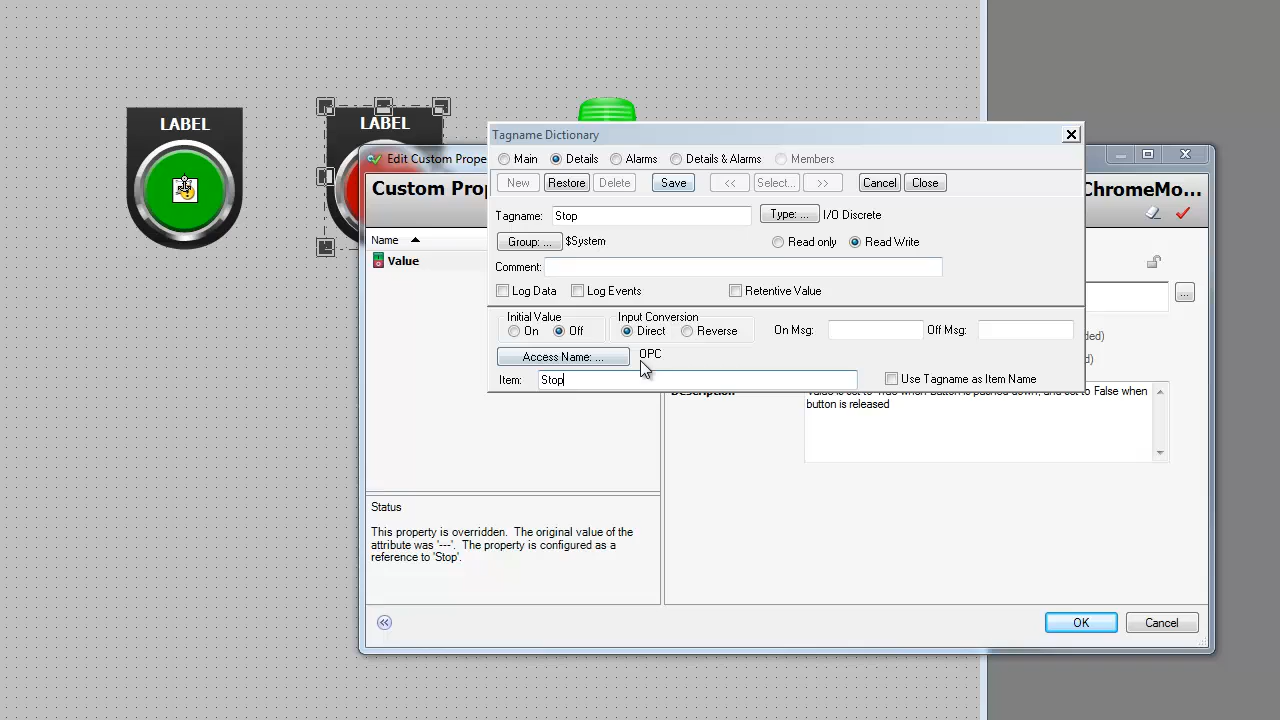 LABEL
LABEL
Tagname Dictionary
Main
Details
Alarms
Details & Alarms
Members
New
Restore
Delete
Save
<<
Select...
>>
Cancel
Close
Tagname:
Stop
Type: ...
I/O Discrete
Group: ...
$System
Read only
Read Write
Comment:
Log Data
Log Events
Retentive Value
Initial Value
On
Off
Input Conversion
Direct
Reverse
On Msg:
Off Msg:
Access Name: ...
OPC
Item:
Stop
Use Tagname as Item Name
Edit Custom Prope
Custom Prop
ChromeMo...
Name
Value
...
button is released
Status
This property is overridden. The original value of the
attribute was '---'. The property is configured as a
reference to 'Stop'.
OK
Cancel